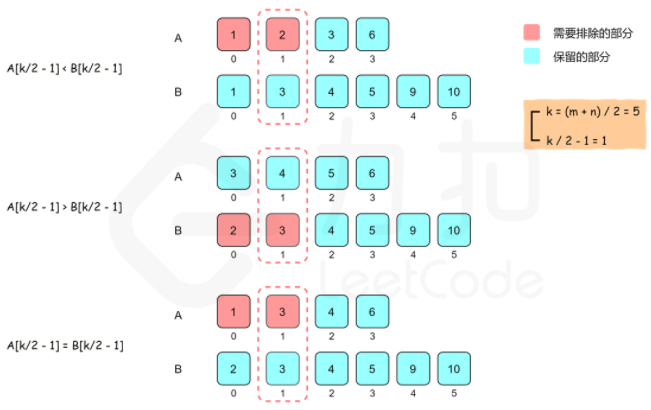 需要排除的部分
保留的部分
A[k/2 - 1] < B[k/2 - 1]
A 1 2 3 6
0 1 2 3
B 1 3 4 5 9 10
0 1 2 3 4 5
k = (m + n) / 2 = 5
k / 2 - 1 = 1
A[k/2 - 1] > B[k/2 - 1]
A 3 4 5 6
0 1 2 3
B 2 3 4 5 9 10
0 1 2 3 4 5
A[k/2 - 1] = B[k/2 - 1]
A 1 3 4 6
0 1 2 3
B 2 3 4 5 9 10
0 1 2 3 4 5
力扣
LeetCode